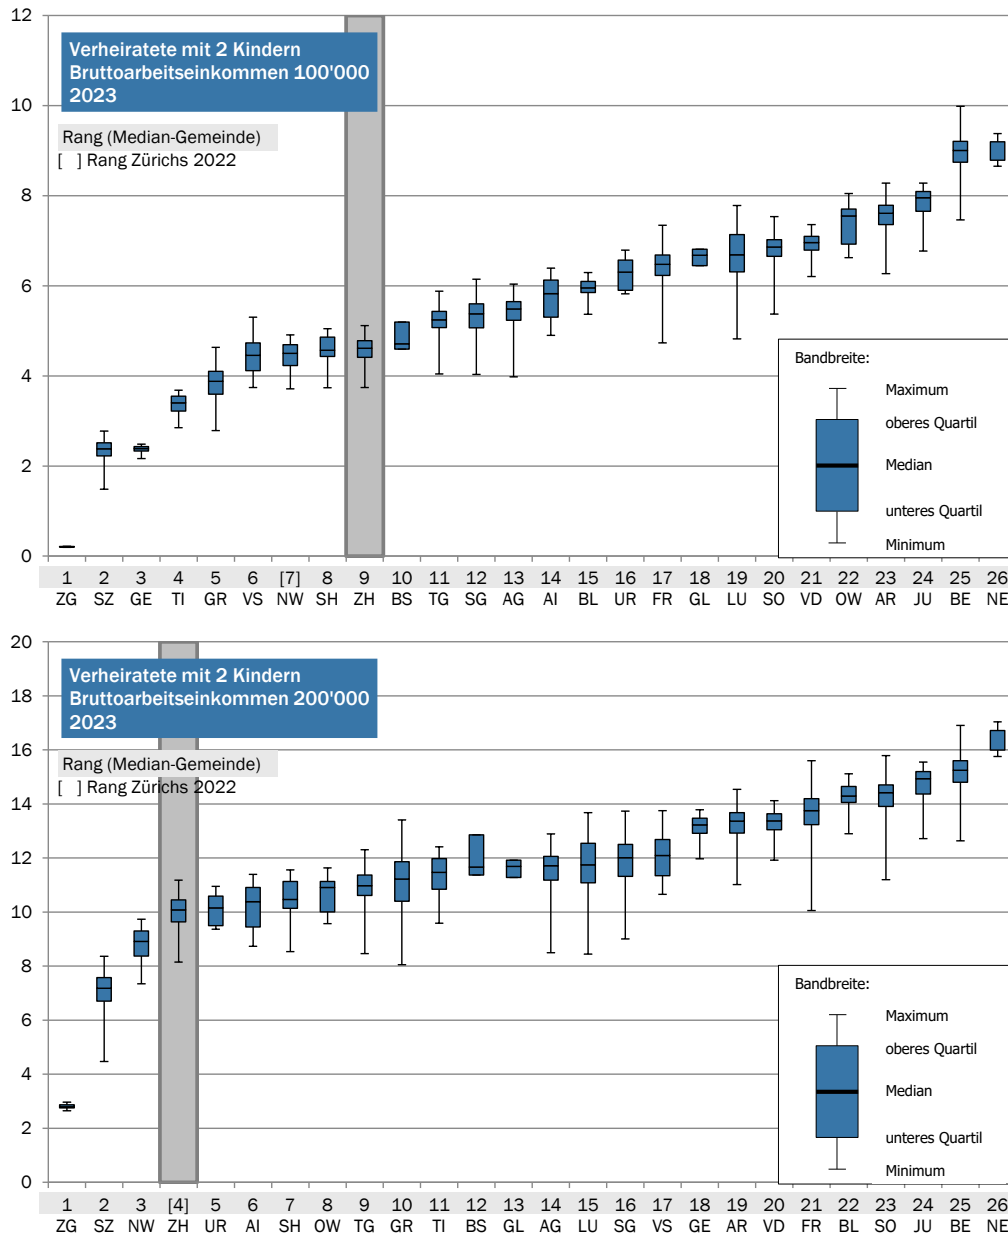 12
10
8
6
4
2
0
Verheiratete mit 2 Kindern
Bruttoarbeitseinkommen 100'000
2023
Rang (Median-Gemeinde)
[ ] Rang Zürichs 2022
Bandbreite:
Maximum
oberes Quartil
Median
unteres Quartil
Minimum
1 2 3 4 5 6 [7] 8 9 10 11 12 13 14 15 16 17 18 19 20 21 22 23 24 25 26
ZG SZ GE TI GR VS NW SH ZH BS TG SG AG AI BL UR FR GL LU SO VD OW AR JU BE NE
20
18
16
14
12
10
8
6
4
2
0
Verheiratete mit 2 Kindern
Bruttoarbeitseinkommen 200'000
2023
Rang (Median-Gemeinde)
[ ] Rang Zürichs 2022
Bandbreite:
Maximum
oberes Quartil
Median
unteres Quartil
Minimum
1 2 3 [4] 5 6 7 8 9 10 11 12 13 14 15 16 17 18 19 20 21 22 23 24 25 26
ZG SZ NW ZH UR AI SH OW TG GR TI BS GL AG LU SG VS GE AR VD FR BL SO JU BE NE